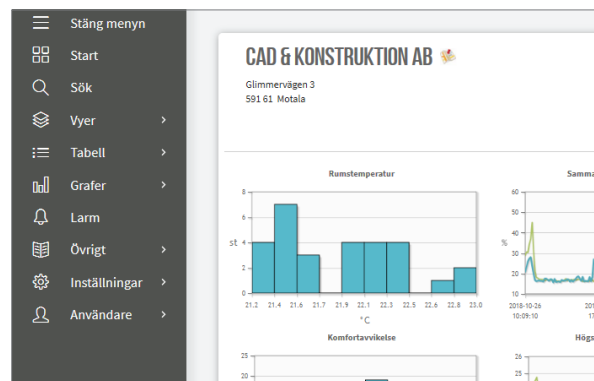 Stäng menyn
Start
Sök
Vyer
Tabell
Grafer
Larm
Övrigt
Inställningar
Användare
CAD & KONSTRUKTION AB
Glimmervägen 3
591 61 Motala
Rumstemperatur
8
6
st 4
2
0
21.2 21.4 21.6 21.7 21.9 22.1 22.3 22.5 22.6 22.8 23.0
°C
Samma
60
50
40
%
30
20
10
2018-10-26 201
10:09:10 17
Komfortavvikelse
25
20
Högs
26
25